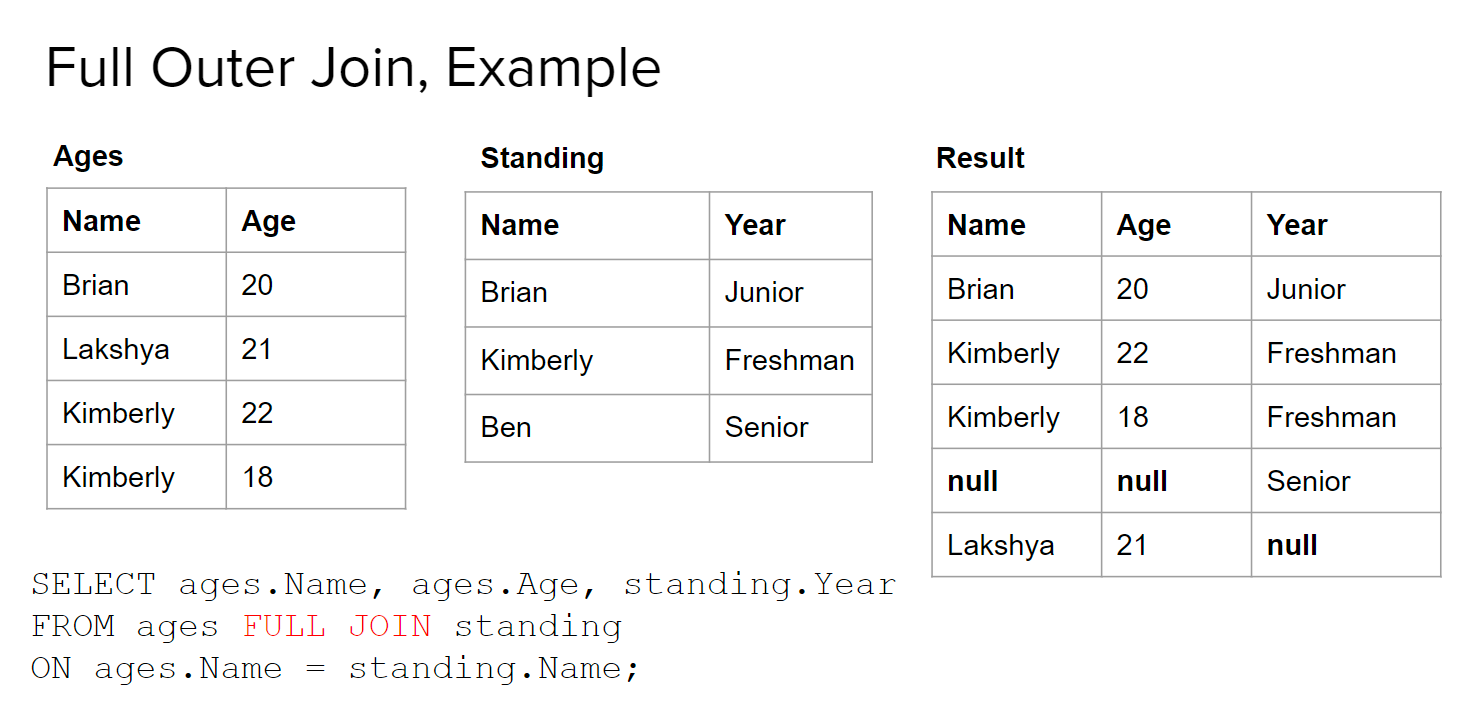 Full Outer Join, Example
Ages
Name Age
Brian 20
Lakshya 21
Kimberly 22
Kimberly 18
Standing
Name Year
Brian Junior
Kimberly Freshman
Ben Senior
Result
Name Age Year
Brian 20 Junior
Kimberly 22 Freshman
Kimberly 18 Freshman
null null Senior
Lakshya 21 null
SELECT ages.Name, ages.Age, standing.Year
FROM ages FULL JOIN standing
ON ages.Name = standing.Name;